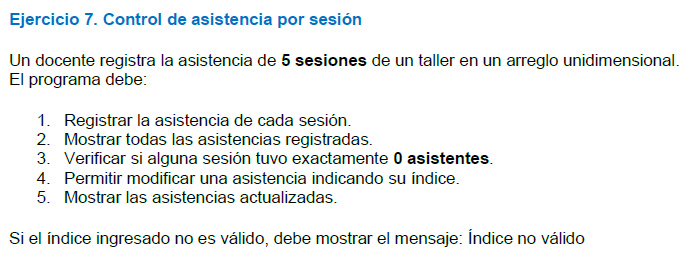 Ejercicio 7. Control de asistencia por sesión
Un docente registra la asistencia de 5 sesiones de un taller en un arreglo unidimensional.
El programa debe:
1. Registrar la asistencia de cada sesión.
2. Mostrar todas las asistencias registradas.
3. Verificar si alguna sesión tuvo exactamente 0 asistentes.
4. Permitir modificar una asistencia indicando su índice.
5. Mostrar las asistencias actualizadas.
Si el índice ingresado no es válido, debe mostrar el mensaje: Índice no válido